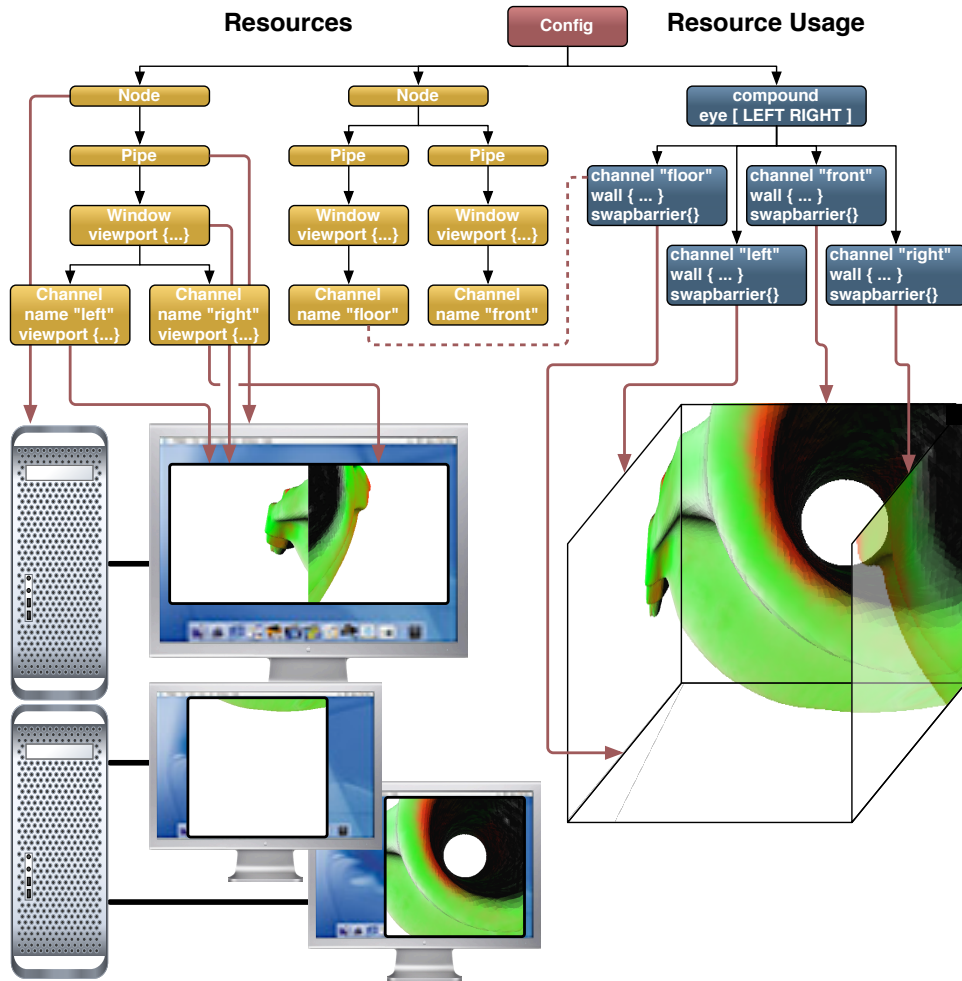 Resources
Config
Resource Usage
Node
Node
compound
eye [ LEFT RIGHT ]
Pipe
Pipe
Pipe
channel "floor"
wall { ... }
swapbarrier{}
channel "front"
wall { ... }
swapbarrier{}
Window
viewport {...}
Window
viewport {...}
Window
viewport {...}
channel "left"
wall { ... }
swapbarrier{}
channel "right"
wall { ... }
swapbarrier{}
Channel
name "left"
viewport {...}
Channel
name "right"
viewport {...}
Channel
name "floor"
Channel
name "front"